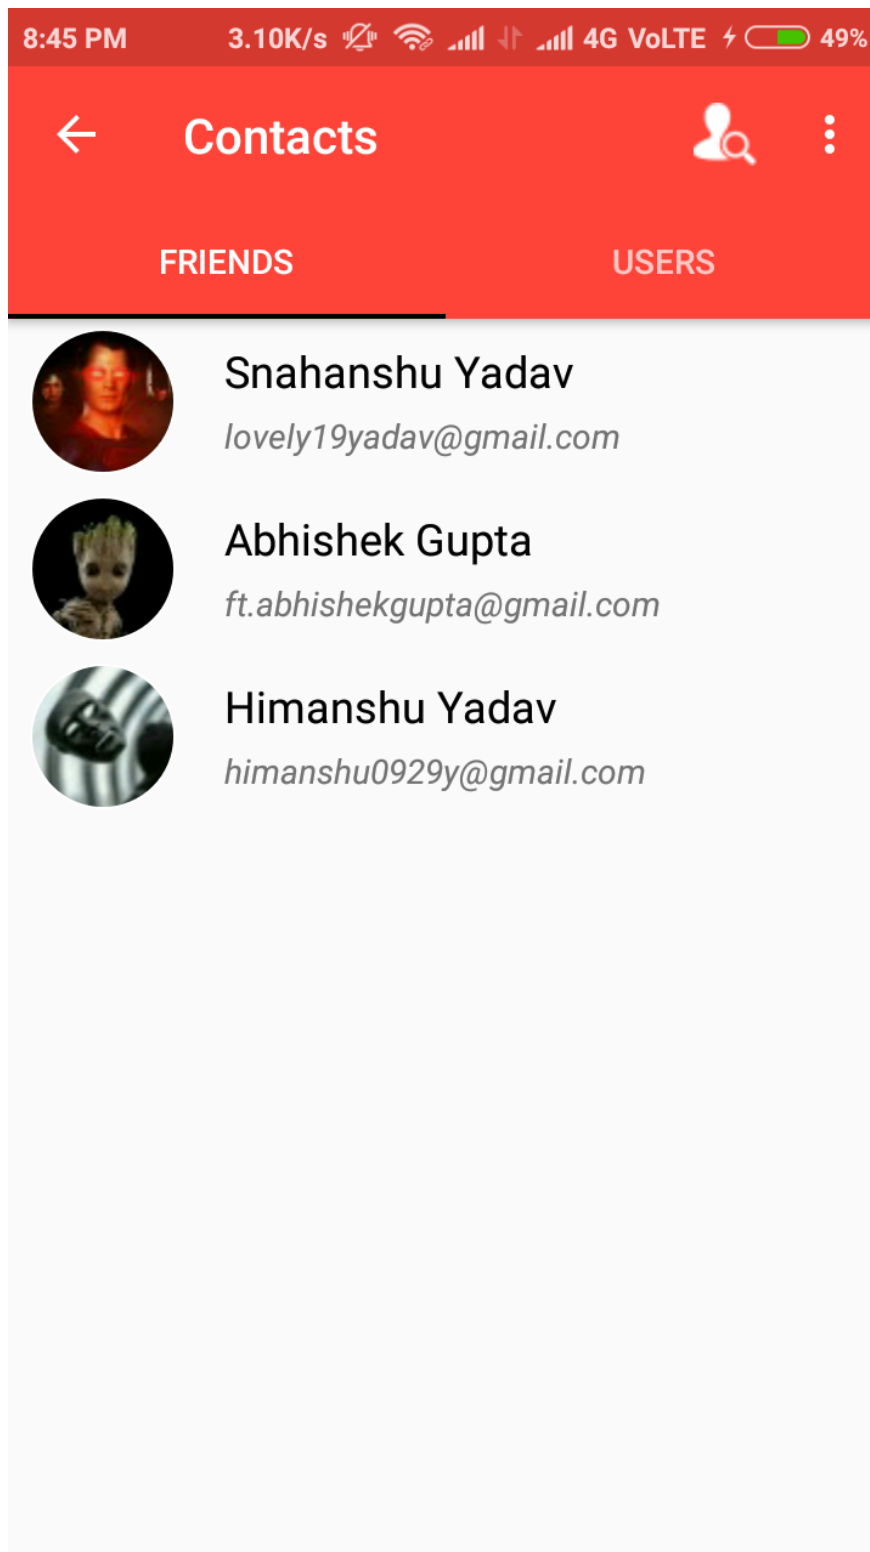 8:45 PM 3.10K/s 4G VoLTE 49%
Contacts
FRIENDS USERS
Snahanshu Yadav
lovely19yadav@gmail.com
Abhishek Gupta
ft.abhishekgupta@gmail.com
Himanshu Yadav
himanshu0929y@gmail.com